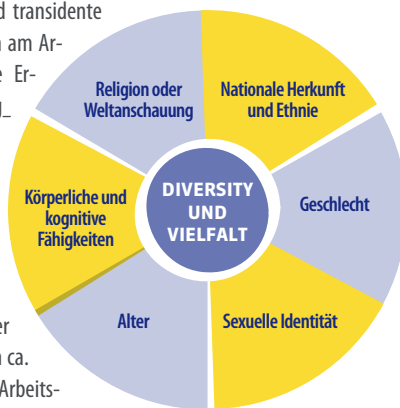 d transidente
am Ar-
e Er-
Religion oder
Weltanschauung
Nationale Herkunft
und Ethnie
Körperliche und
kognitive
Fähigkeiten
DIVERSITY
UND
VIELFALT
Geschlecht
Alter
Sexuelle Identität
er
ca.
Arbeits-